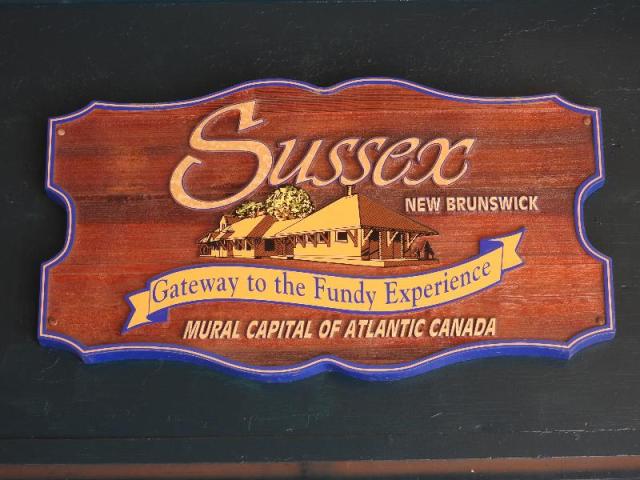 Sussex
NEW BRUNSWICK
Gateway to the Fundy Experience
MURAL CAPITAL OF ATLANTIC CANADA